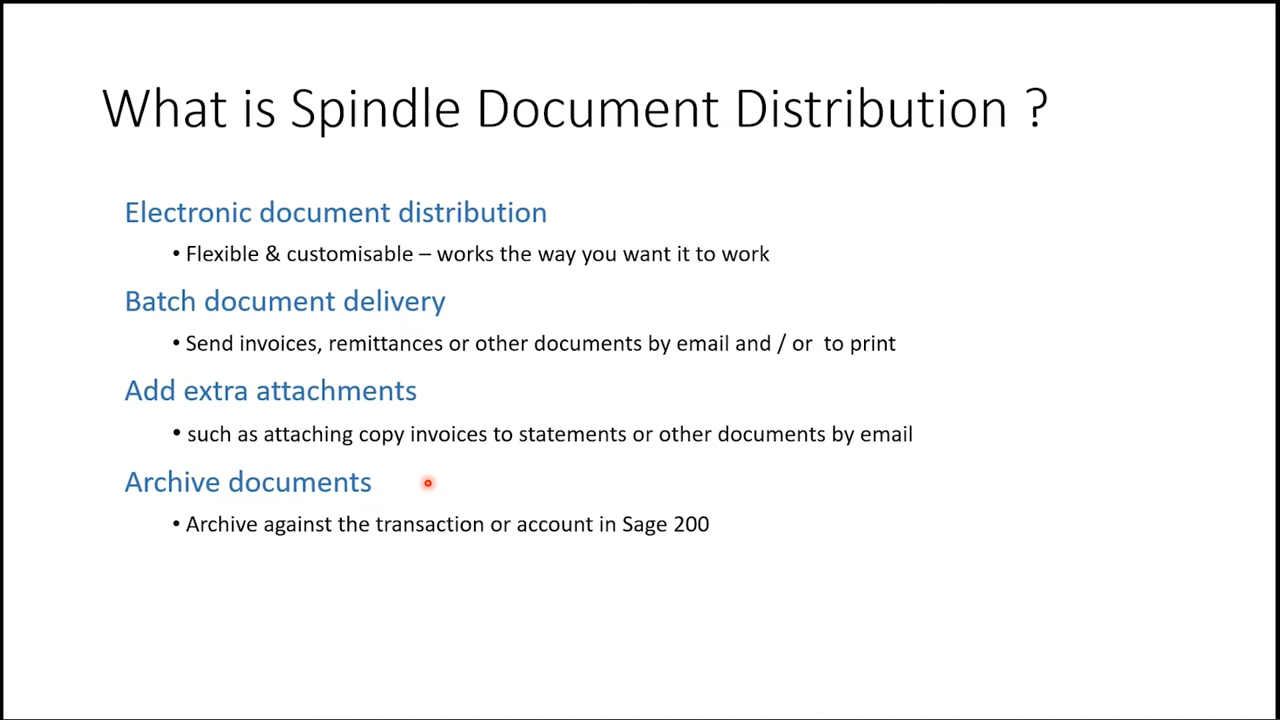 What is Spindle Document Distribution ?
Electronic document distribution
• Flexible & customisable – works the way you want it to work
Batch document delivery
• Send invoices, remittances or other documents by email and / or  to print
Add extra attachments
• such as attaching copy invoices to statements or other documents by email
Archive documents
• Archive against the transaction or account in Sage 200